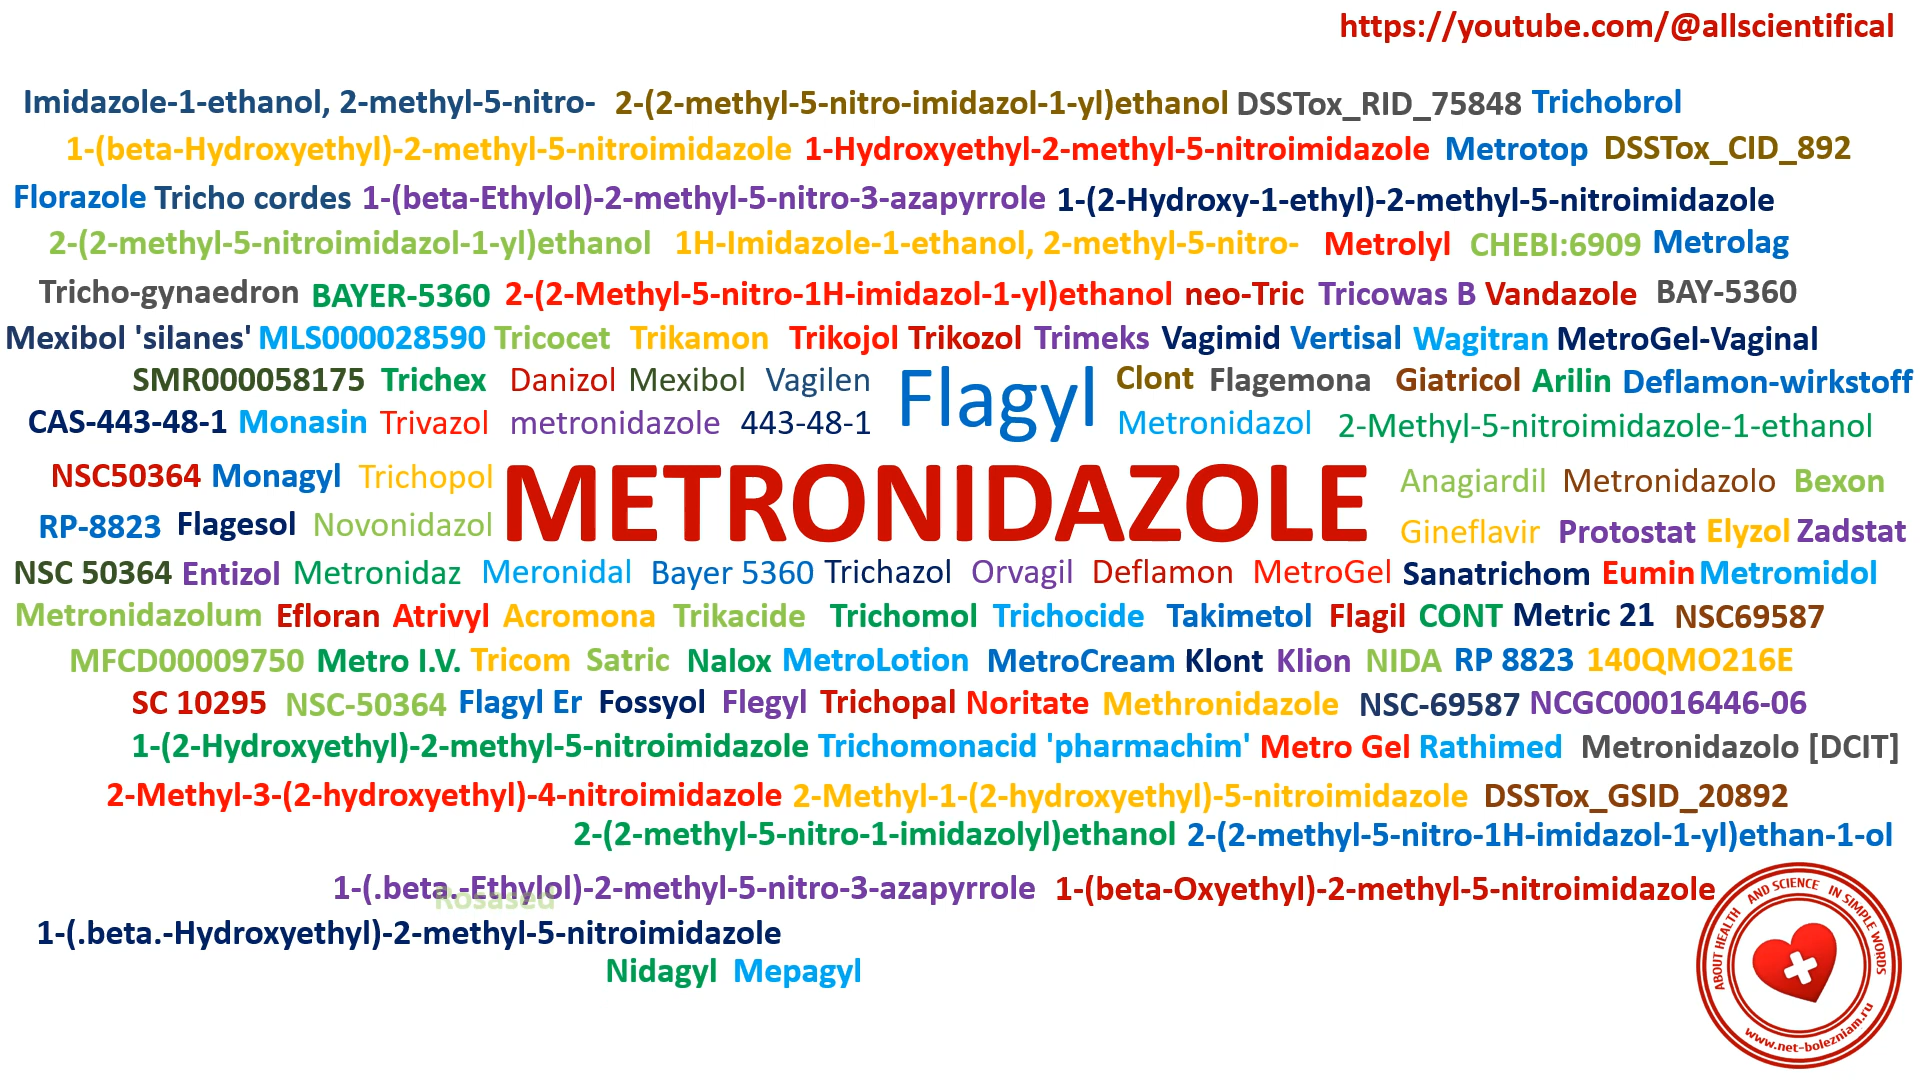 https://youtube.com/@allscientifical
Imidazole-1-ethanol, 2-methyl-5-nitro- 2-(2-methyl-5-nitro-imidazol-1-yl)ethanol DSSTox_RID_75848 Trichobrol
1-(beta-Hydroxyethyl)-2-methyl-5-nitroimidazole 1-Hydroxyethyl-2-methyl-5-nitroimidazole Metrotop DSSTox_CID_892
Florazole Tricho cordes 1-(beta-Ethylol)-2-methyl-5-nitro-3-azapyrrole 1-(2-Hydroxy-1-ethyl)-2-methyl-5-nitroimidazole
2-(2-methyl-5-nitroimidazol-1-yl)ethanol 1H-Imidazole-1-ethanol, 2-methyl-5-nitro- Metrolyl CHEBI:6909 Metrolag
Tricho-gynaedron BAYER-5360 2-(2-Methyl-5-nitro-1H-imidazol-1-yl)ethanol neo-Tric Tricowas B Vandazole BAY-5360
Mexibol 'silanes' MLS000028590 Tricocet Trikamon Trikojol Trikozol Trimeks Vagimid Vertisal Wagitran MetroGel-Vaginal
SMR000058175 Trichex Danizol Mexibol Vagilen Flagyl Clont Flagemona Giatricol Arilin Deflamon-wirkstoff
CAS-443-48-1 Monasin Trivazol metronidazole 443-48-1 Metronidazol 2-Methyl-5-nitroimidazole-1-ethanol
NSC50364 Monagyl Trichopol METRONIDAZOLE Anagiardil Metronidazolo Bexon
RP-8823 Flagesol Novonidazol Gineflavir Protostat Elyzol Zadstat
NSC 50364 Entizol Metronidaz Meronidal Bayer 5360 Trichazol Orvagil Deflamon MetroGel Sanatrichom Eumin Metromidol
Metronidazolum Efloran Atrivyl Acromona Trikacide Trichomol Trichocide Takimetol Flagil CONT Metric 21 NSC69587
MFCD00009750 Metro I.V. Tricom Satric Nalox MetroLotion MetroCream Klont Klion NIDA RP 8823 140QMO216E
SC 10295 NSC-50364 Flagyl Er Fossyol Flegyl Trichopal Noritate Methronidazole NSC-69587 NCGC00016446-06
1-(2-Hydroxyethyl)-2-methyl-5-nitroimidazole Trichomonacid 'pharmachim' Metro Gel Rathimed Metronidazolo [DCIT]
2-Methyl-3-(2-hydroxyethyl)-4-nitroimidazole 2-Methyl-1-(2-hydroxyethyl)-5-nitroimidazole DSSTox_GSID_20892
2-(2-methyl-5-nitro-1-imidazolyl)ethanol 2-(2-methyl-5-nitro-1H-imidazol-1-yl)ethan-1-ol
1-(.beta.-Ethylol)-2-methyl-5-nitro-3-azapyrrole 1-(beta-Oxyethyl)-2-methyl-5-nitroimidazole
Rosased
1-(.beta.-Hydroxyethyl)-2-methyl-5-nitroimidazole
Nidagyl Mepagyl
ABOUT HEALTH AND SCIENCE IN SIMPLE WORDS
www.net-bolezniam.ru